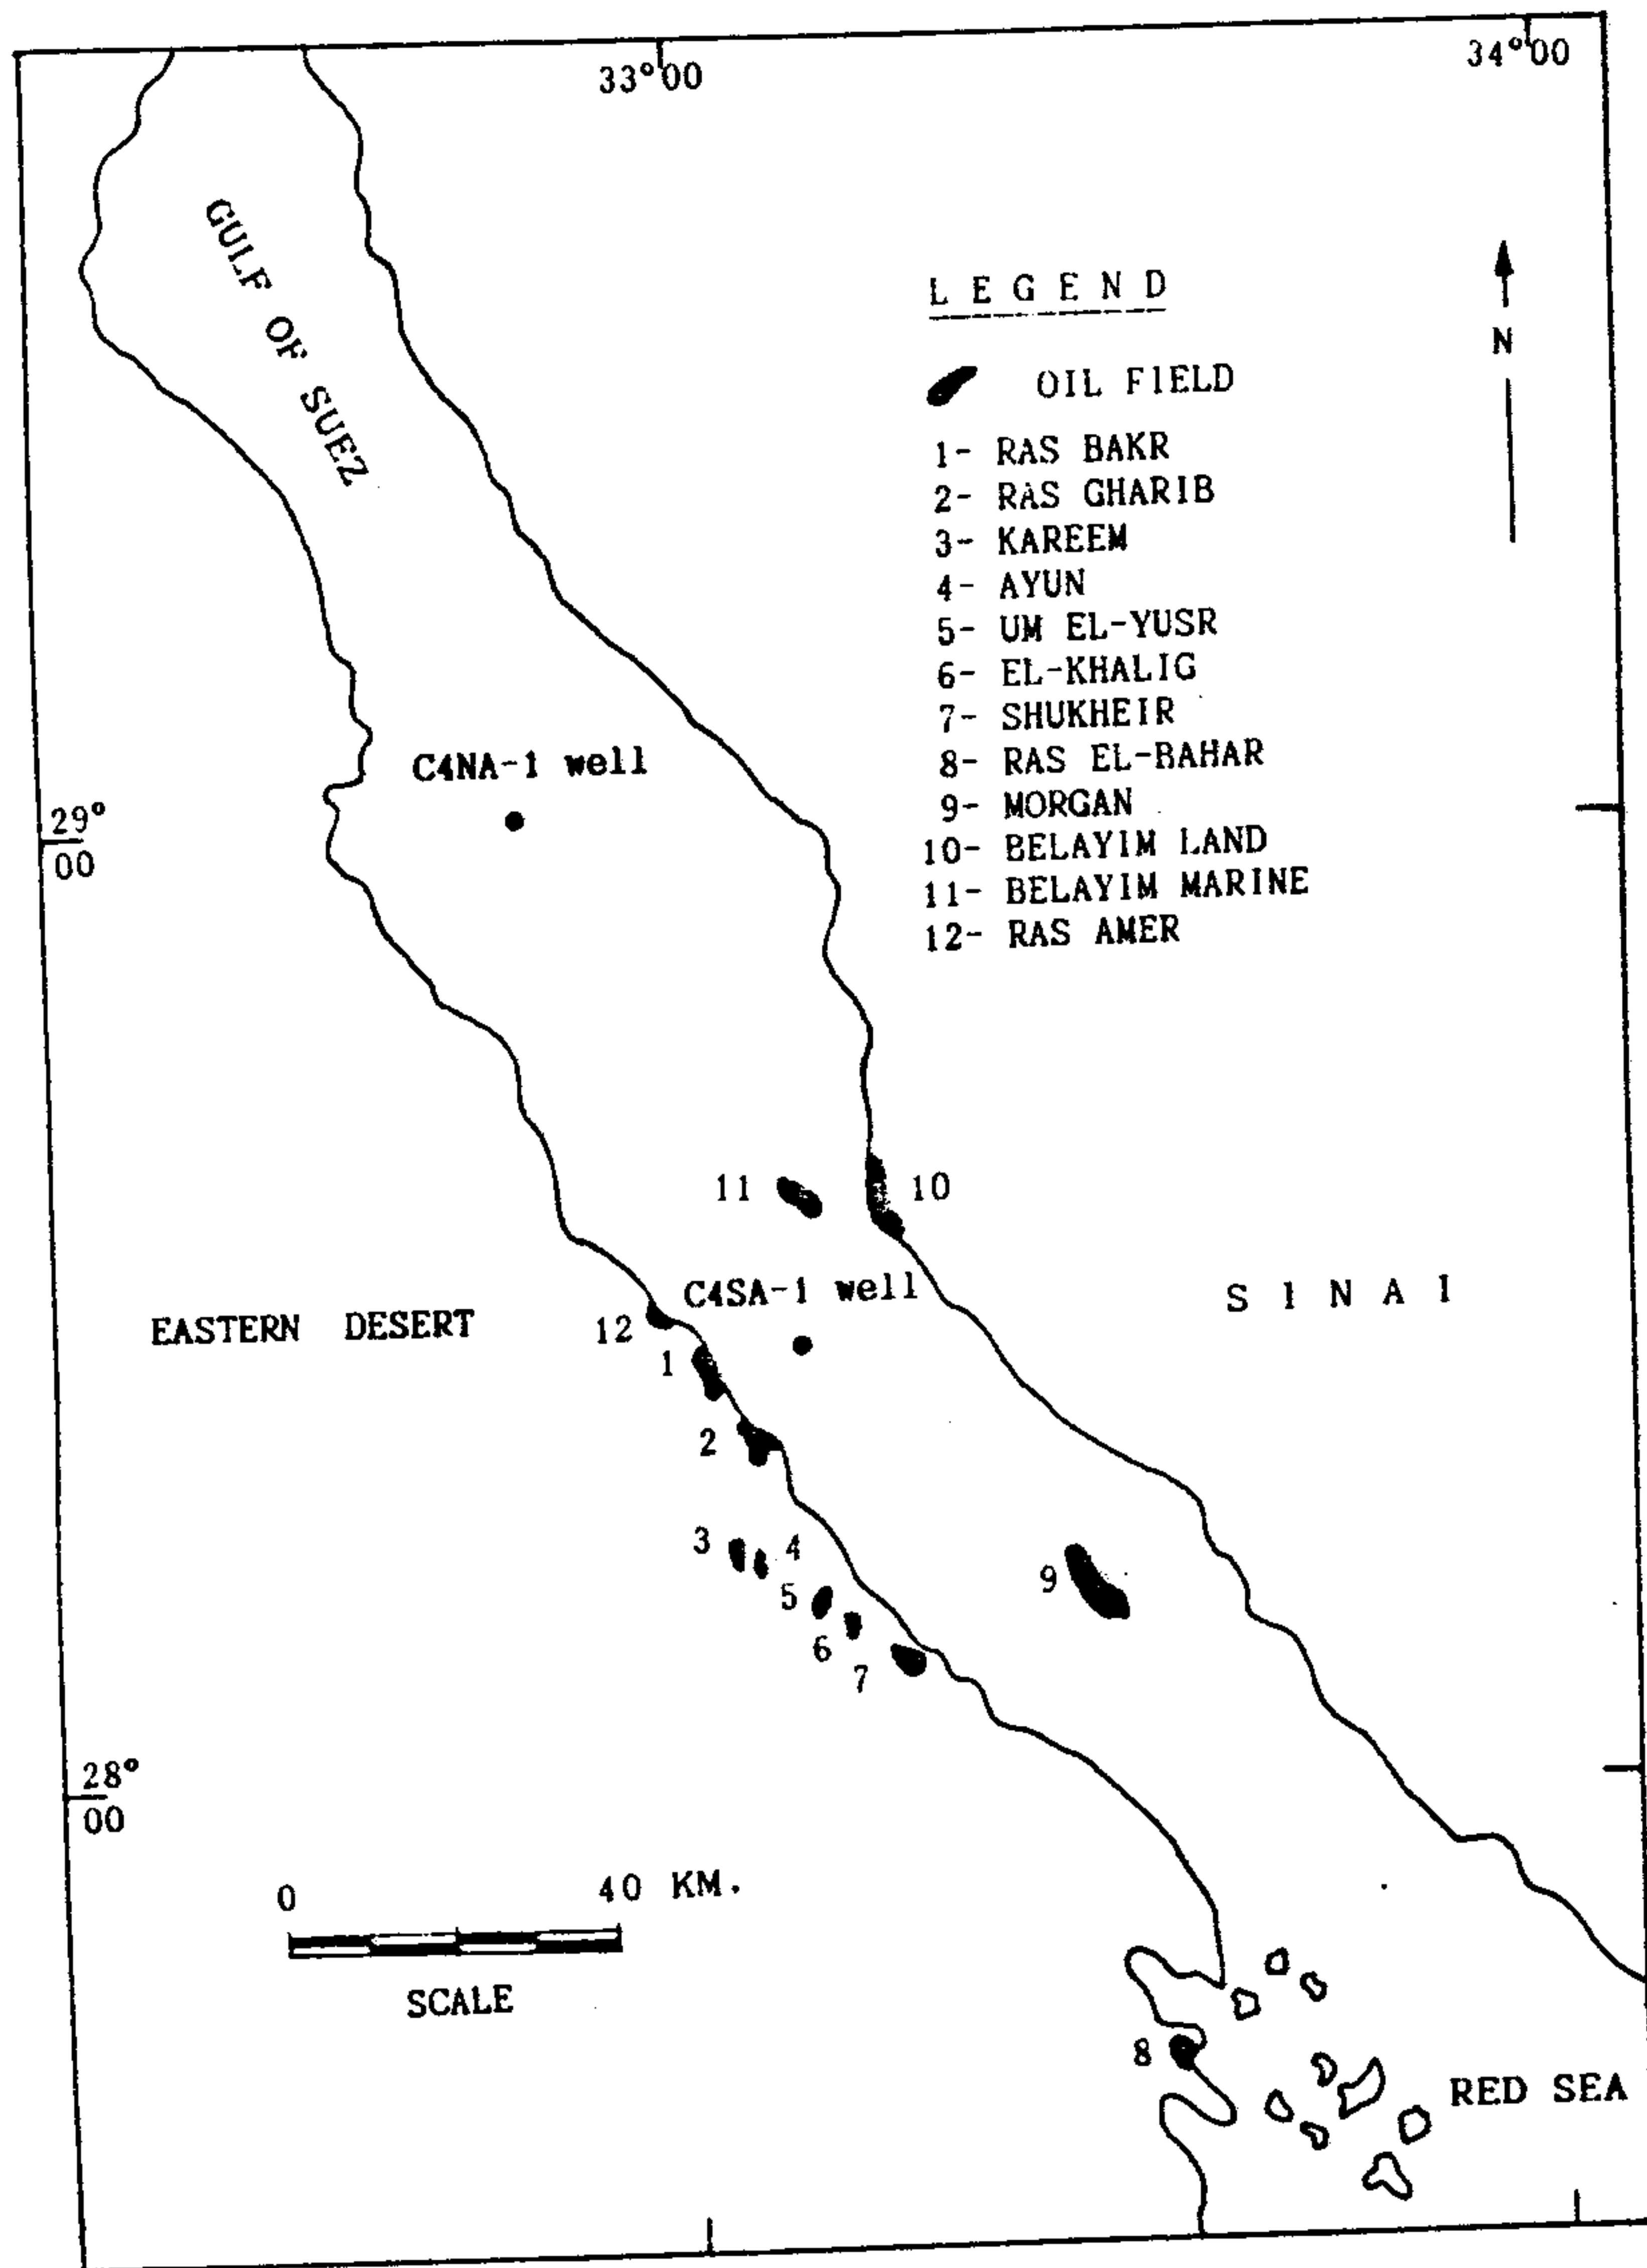 33°00
34°00
GULF OF SUEZ
LEGEND
OIL FIELD
N
1- RAS BAKR
2- RAS GHARIB
3- KAREEM
4- AYUN
5- UM EL-YUSR
6- EL-KHALIG
7- SHUKHEIR
8- RAS EL-BAHAR
9- MORGAN
10- BELAYIM LAND
11- BELAYIM MARINE
12- RAS AMER
C4NA-1 well
29°
00
11
10
C4SA-1 well
SINAI
EASTERN DESERT
12
1
2
3
4
5
6
7
9
28°
00
0
40 KM.
SCALE
8
RED SEA